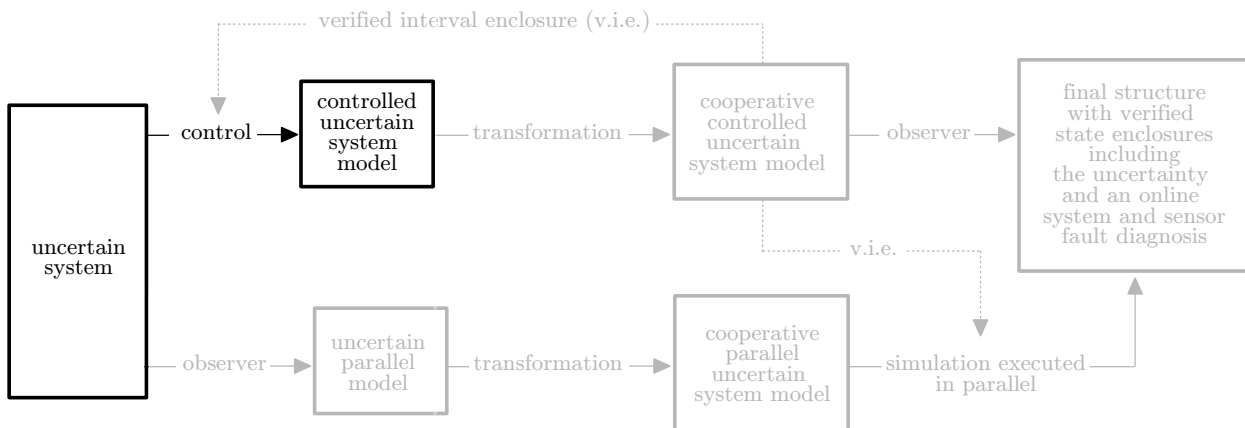 verified interval enclosure (v.i.e.)
uncertain
system
control
controlled
uncertain
system
model
transformation
cooperative
controlled
uncertain
system model
observer
final structure
with verified
state enclosures
including
the uncertainty
and an online
system and sensor
fault diagnosis
v.i.e.
observer
uncertain
parallel
model
transformation
cooperative
parallel
uncertain
system model
simulation executed
in parallel